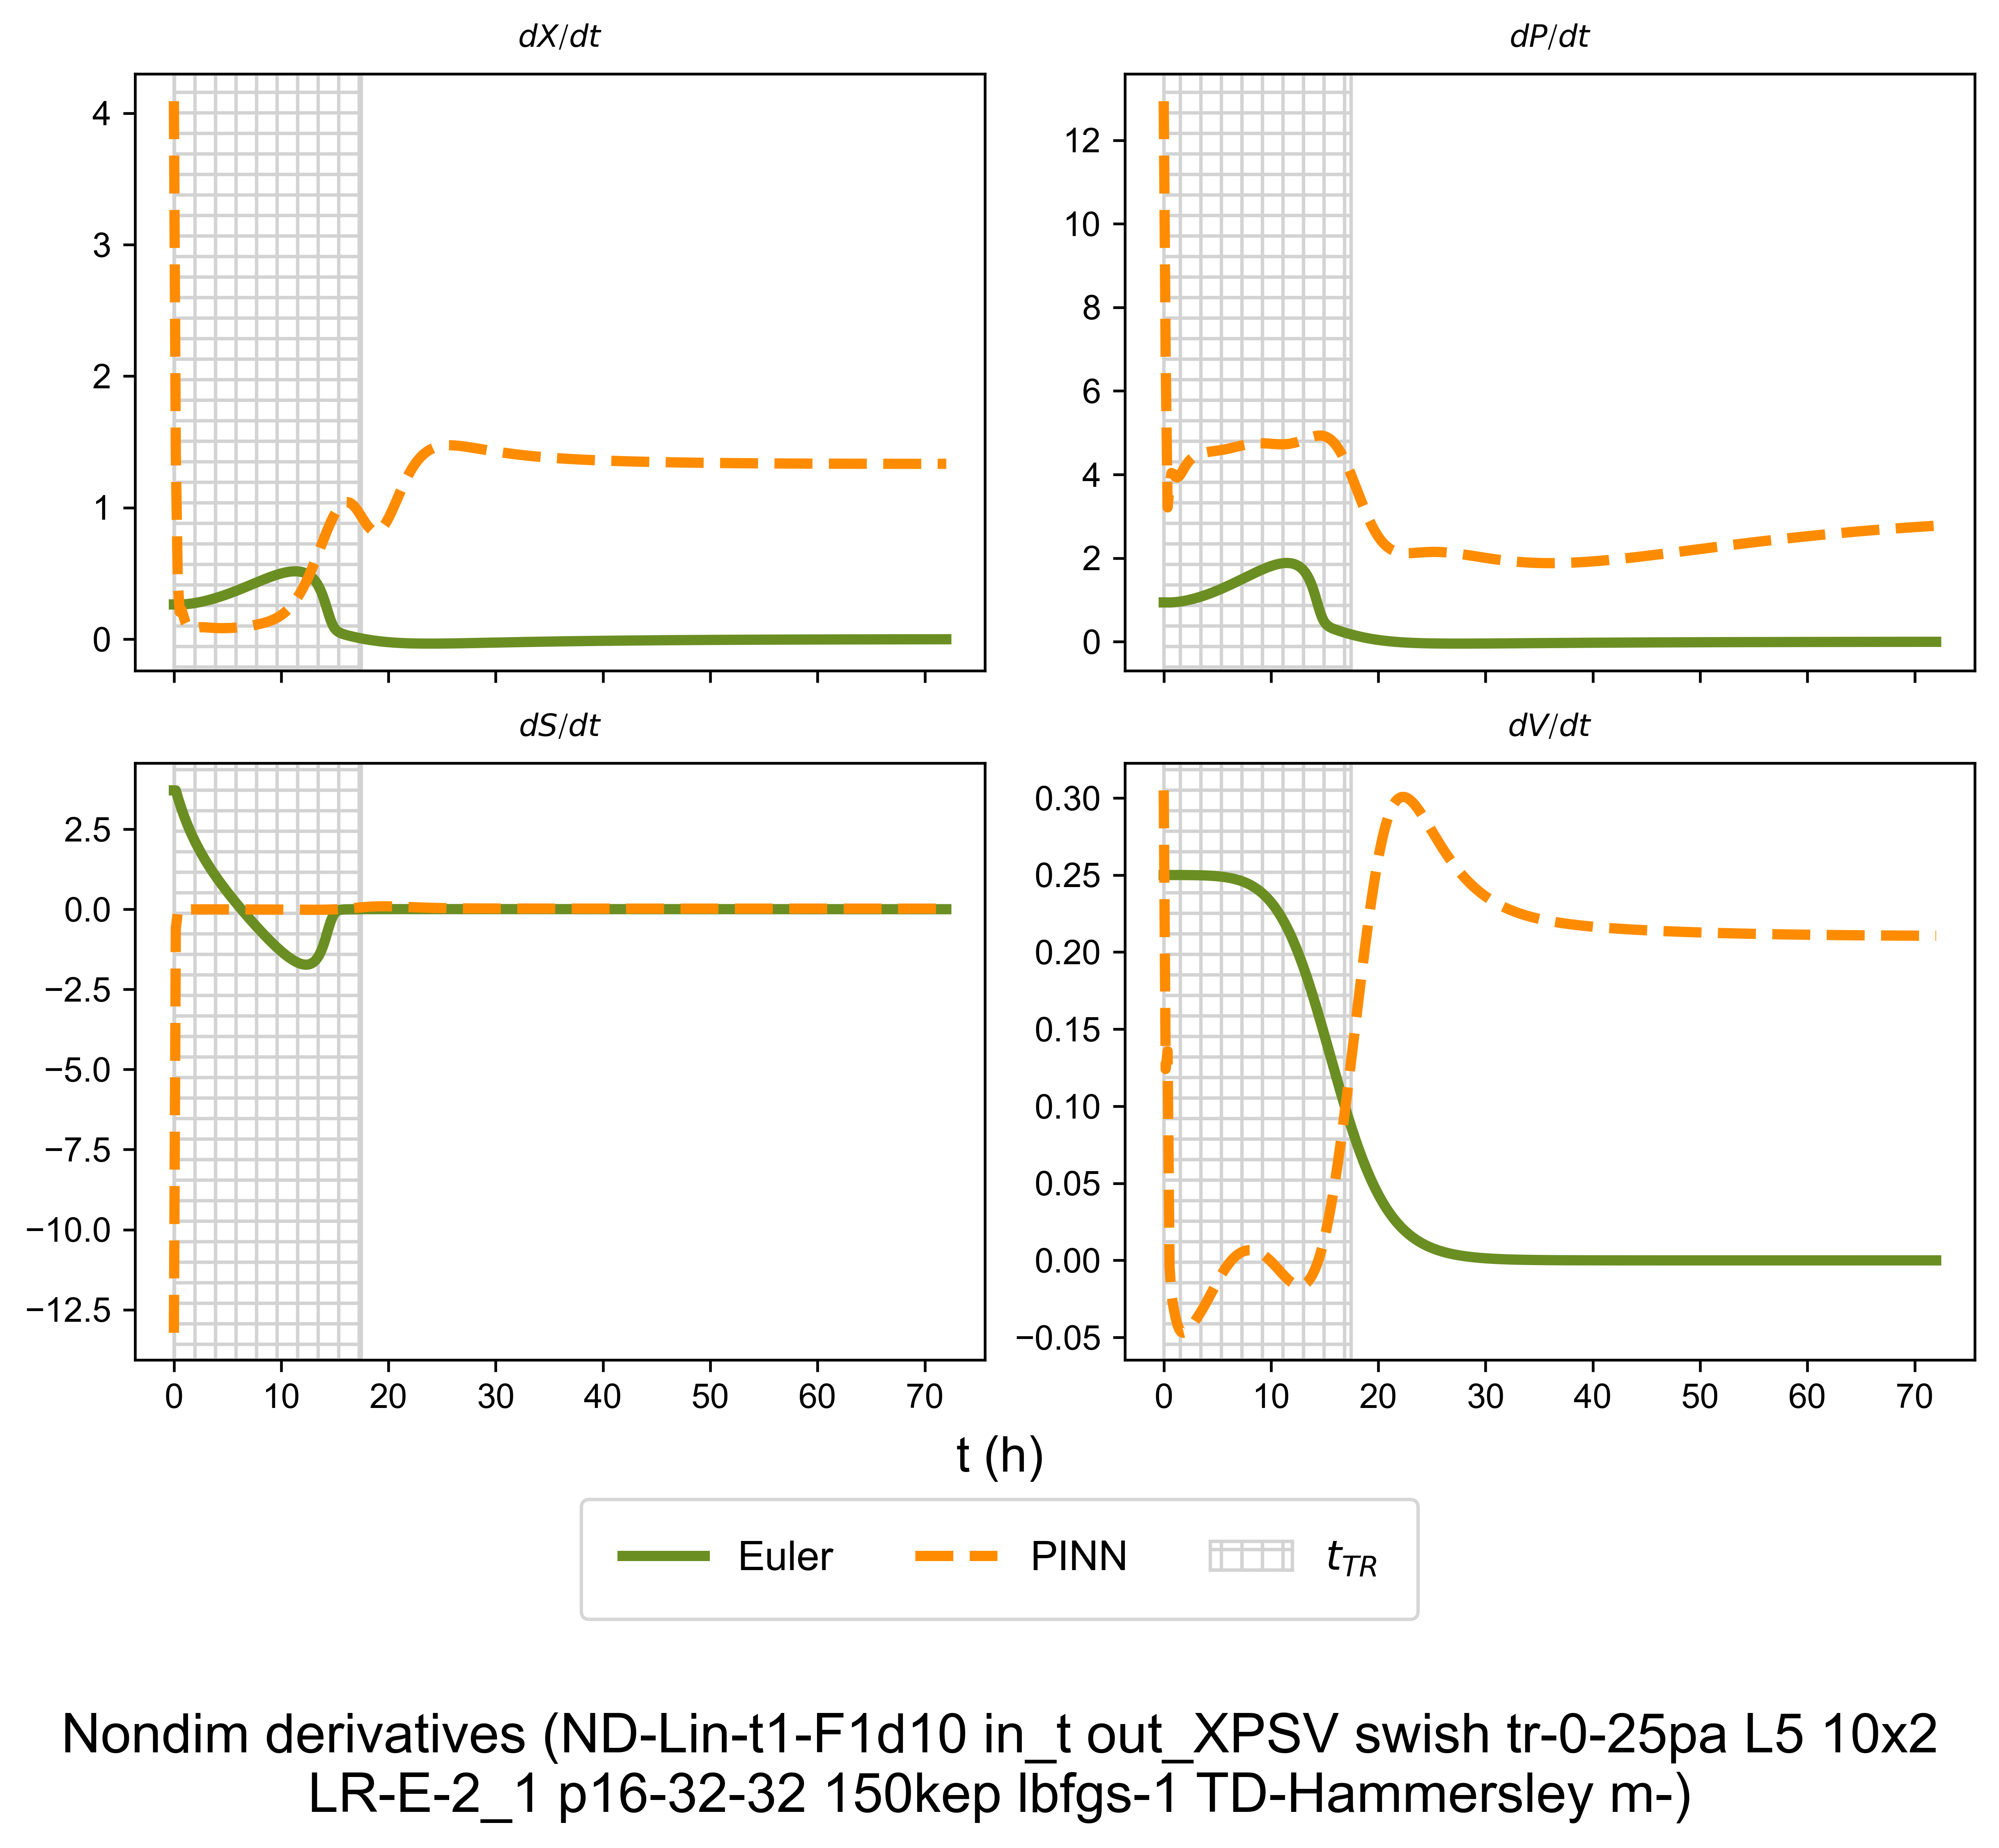 dX/dt
dP/dt
4
3
2
1
0
12
10
8
6
4
2
0
dS/dt
dV/dt
2.5
0.0
−2.5
−5.0
−7.5
−10.0
−12.5
0.30
0.25
0.20
0.15
0.10
0.05
0.00
−0.05
0 10 20 30 40 50 60 70
0 10 20 30 40 50 60 70
t (h)
Euler PINN t_TR
Nondim derivatives (ND-Lin-t1-F1d10 in_t out_XPSV swish tr-0-25pa L5 10x2
LR-E-2_1 p16-32-32 150kep lbfgs-1 TD-Hammersley m-)